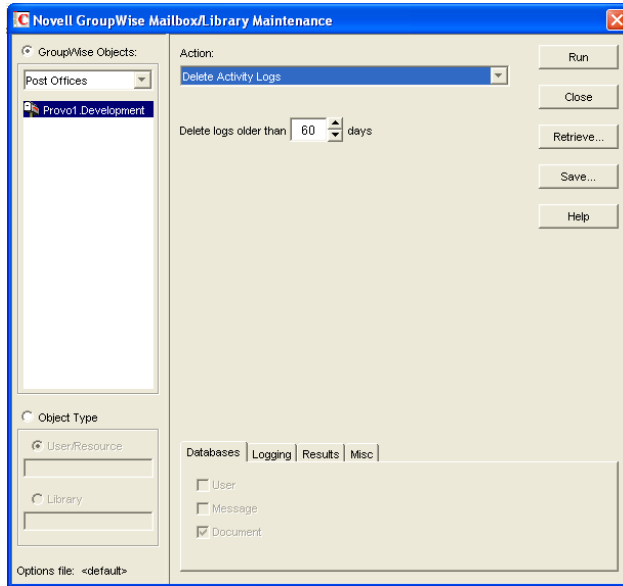 Novell GroupWise Mailbox/Library Maintenance
GroupWise Objects:
Post Offices
Provo1.Development
Action:
Delete Activity Logs
Delete logs older than 60 days
Run
Close
Retrieve...
Save...
Help
Object Type
User/Resource
Library
Options file: <default>
Databases Logging Results Misc
User
Message
Document